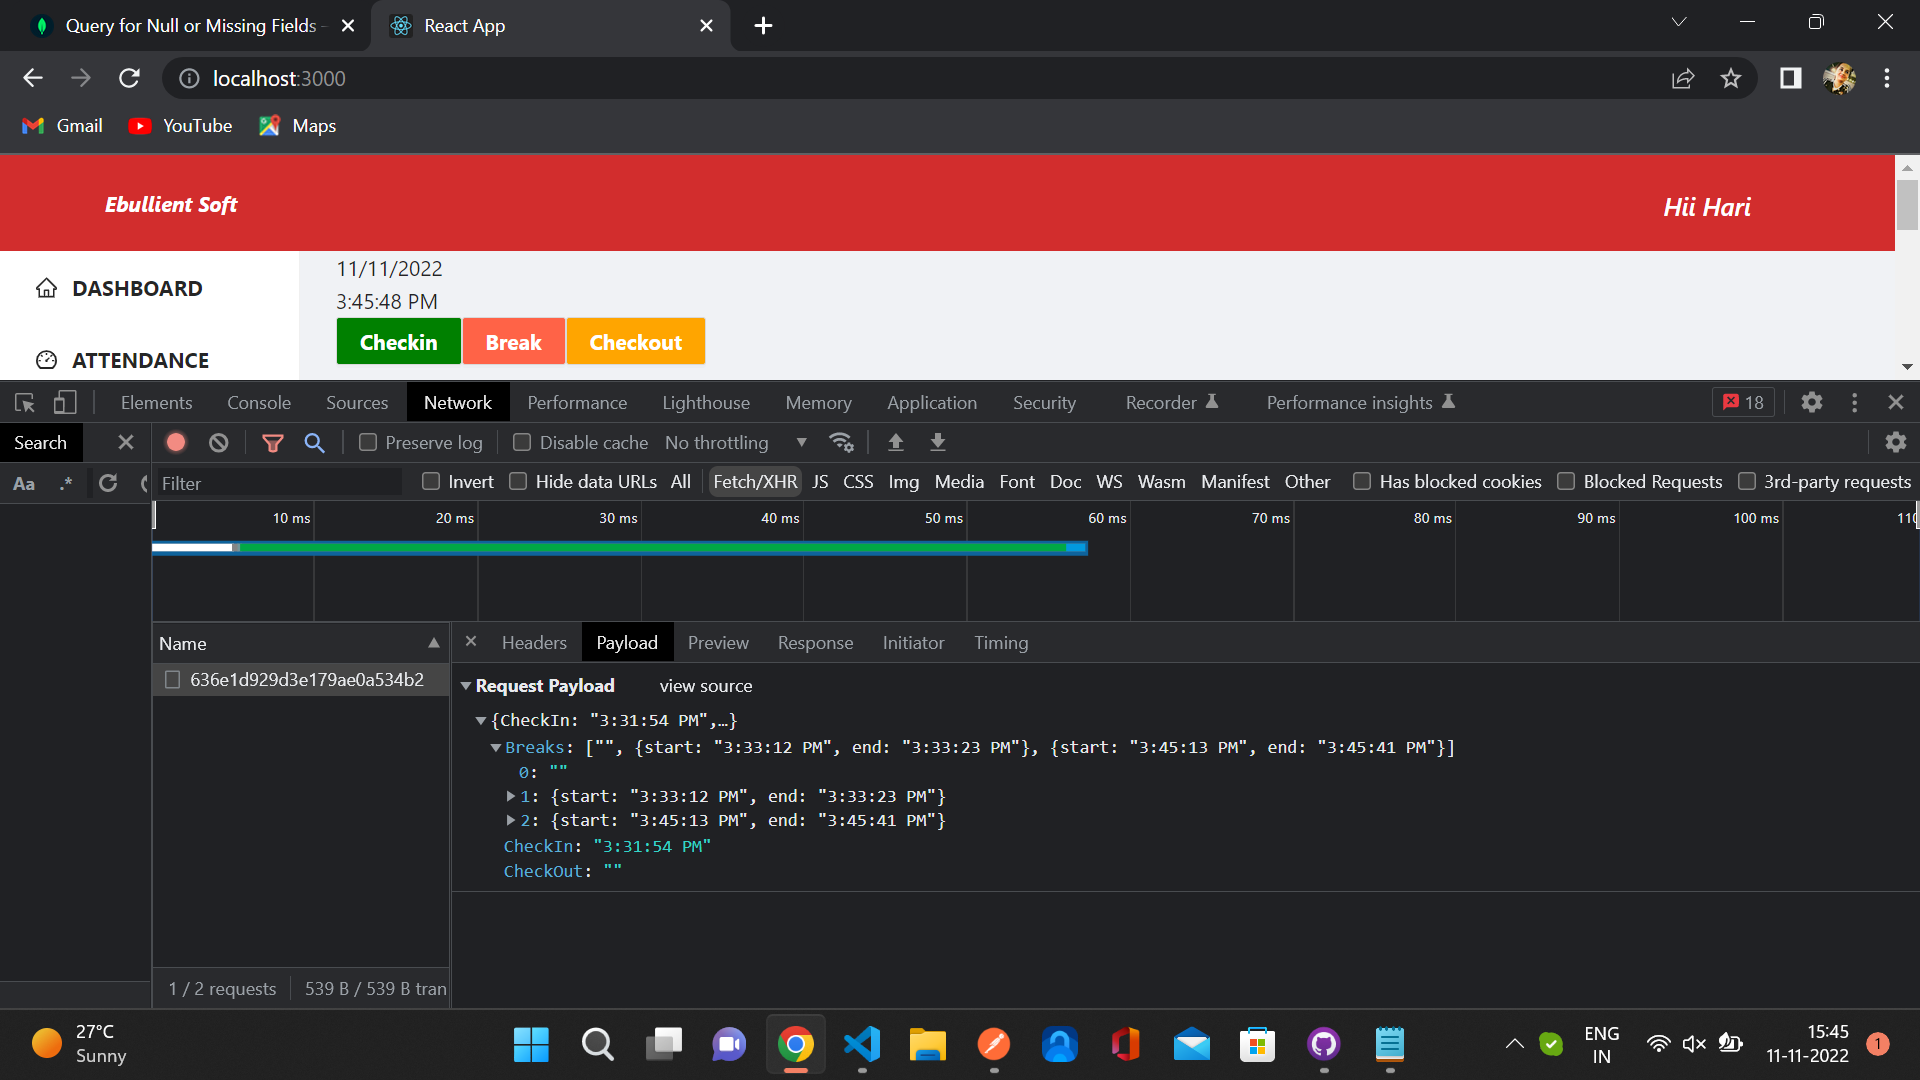 Query for Null or Missing Fields -
React App
localhost:3000
Gmail
YouTube
Maps
Ebullient Soft
Hii Hari
DASHBOARD
ATTENDANCE
11/11/2022
3:45:48 PM
Checkin
Break
Checkout
Elements
Console
Sources
Network
Performance
Lighthouse
Memory
Application
Security
Recorder
Performance insights
18
Search
Preserve log
Disable cache
No throttling
Aa
.*
Filter
Invert
Hide data URLs
All
Fetch/XHR
JS
CSS
Img
Media
Font
Doc
WS
Wasm
Manifest
Other
Has blocked cookies
Blocked Requests
3rd-party requests
10 ms
20 ms
30 ms
40 ms
50 ms
60 ms
70 ms
80 ms
90 ms
100 ms
110
Name
636e1d929d3e179ae0a534b2
Headers
Payload
Preview
Response
Initiator
Timing
Request Payload
view source
{CheckIn: "3:31:54 PM",…}
Breaks: ["", {start: "3:33:12 PM", end: "3:33:23 PM"}, {start: "3:45:13 PM", end: "3:45:41 PM"}]
0: ""
1: {start: "3:33:12 PM", end: "3:33:23 PM"}
2: {start: "3:45:13 PM", end: "3:45:41 PM"}
CheckIn: "3:31:54 PM"
CheckOut: ""
1 / 2 requests
539 B / 539 B tran
27°C
Sunny
ENG
IN
15:45
11-11-2022
1